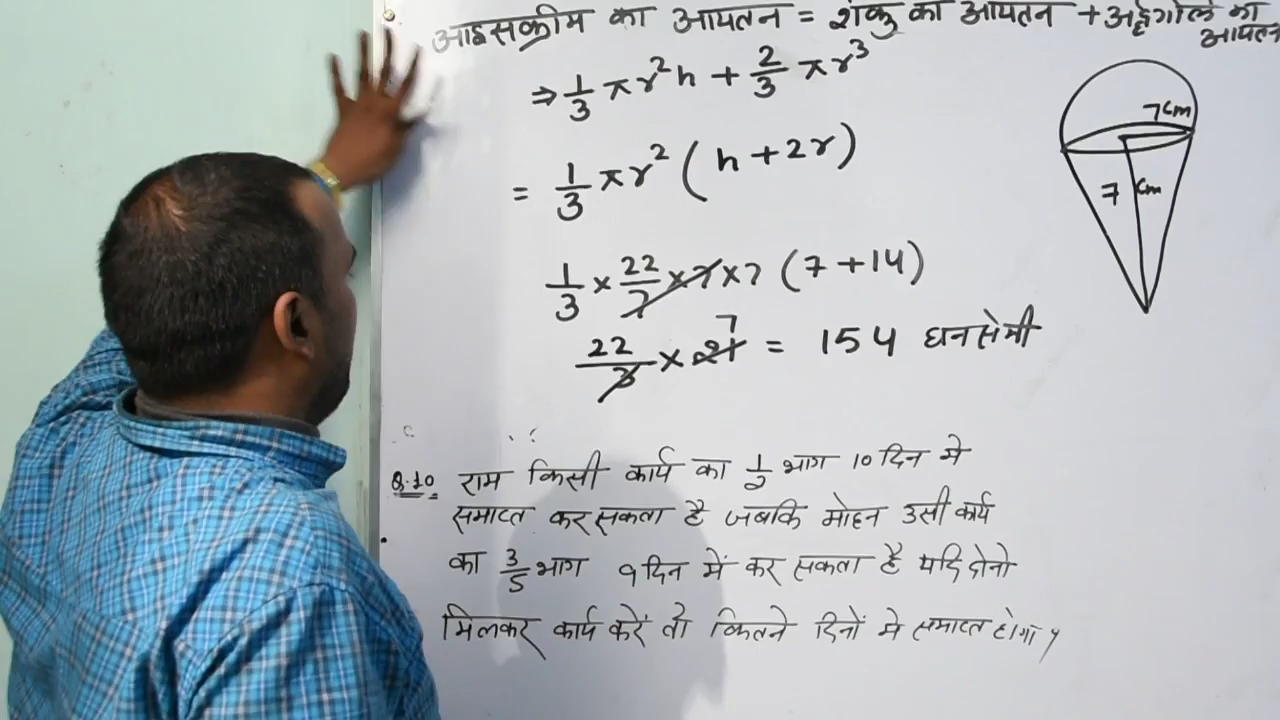 आइसक्रीम का आयतन = शंकु का आयतन + अर्द्धगोले का आयतन
⇒ 1/3 πr²h + 2/3 πr³
= 1/3 πr² (h + 2r)
1/3 × 22/7 × 7 × 7 (7 + 14)
22/3 × 21 7 = 154 घनसेमी
7cm
7 cm
Q.10 राम किसी कार्य का 1/2 भाग 10 दिन मे
समाप्त कर सकता है जबकि मोहन उसी कार्य
का 3/5 भाग 9 दिन में कर सकता है यदि दोनो
मिलकर कार्य करें तो कितने दिनों मे समाप्त होगा ?